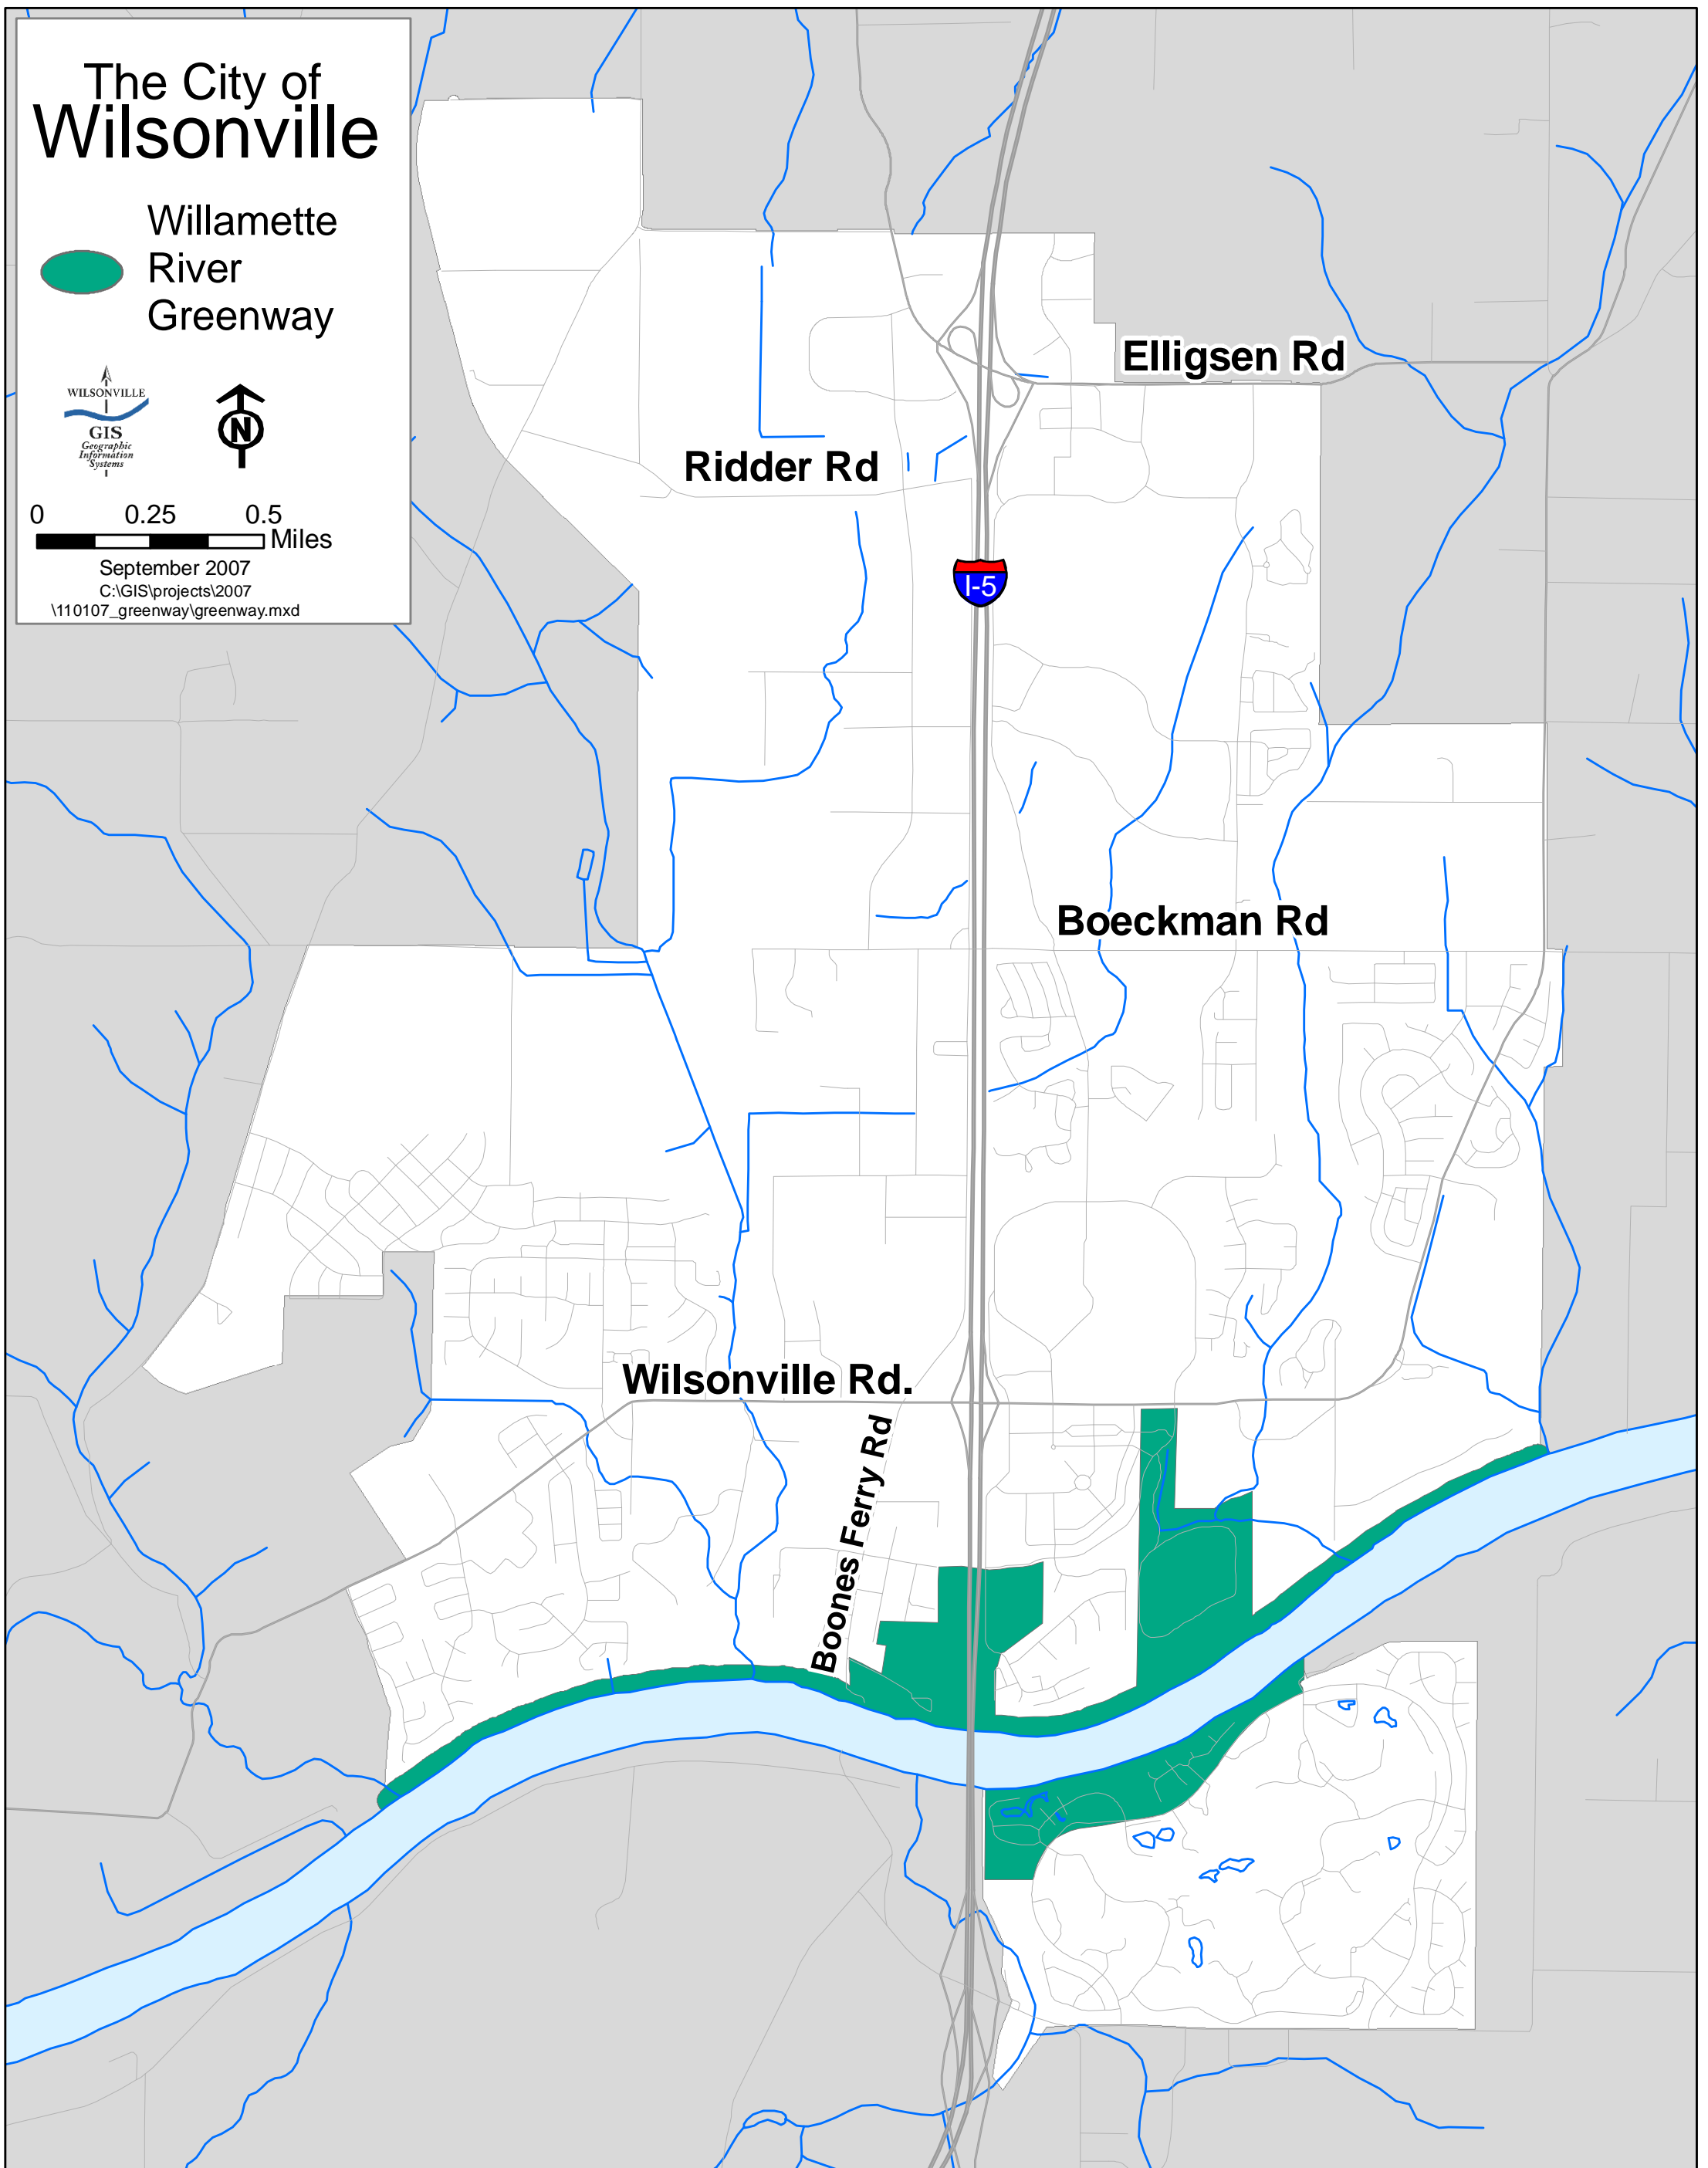 The City of
Wilsonville
Willamette
River
Greenway
WILSONVILLE
GIS
Geographic
Information
Systems
N
0 0.25 0.5
Miles
September 2007
C:\GIS\projects\2007
\110107_greenway\greenway.mxd
Elligsen Rd
Ridder Rd
I-5
Boeckman Rd
Wilsonville Rd.
Boones Ferry Rd